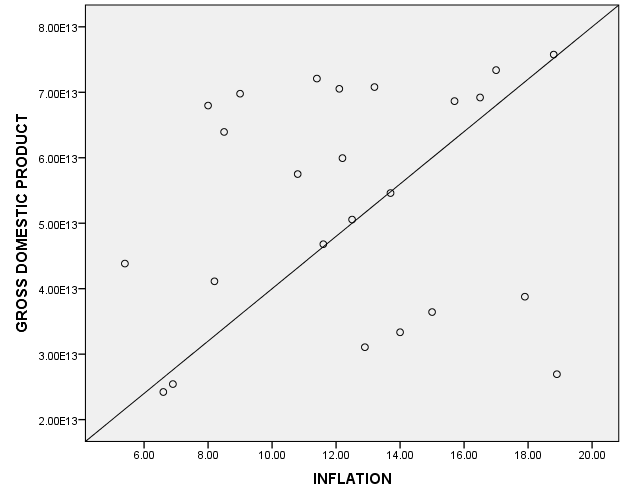 GROSS DOMESTIC PRODUCT
8.00E13
7.00E13
6.00E13
5.00E13
4.00E13
3.00E13
2.00E13
6.00 8.00 10.00 12.00 14.00 16.00 18.00 20.00
INFLATION